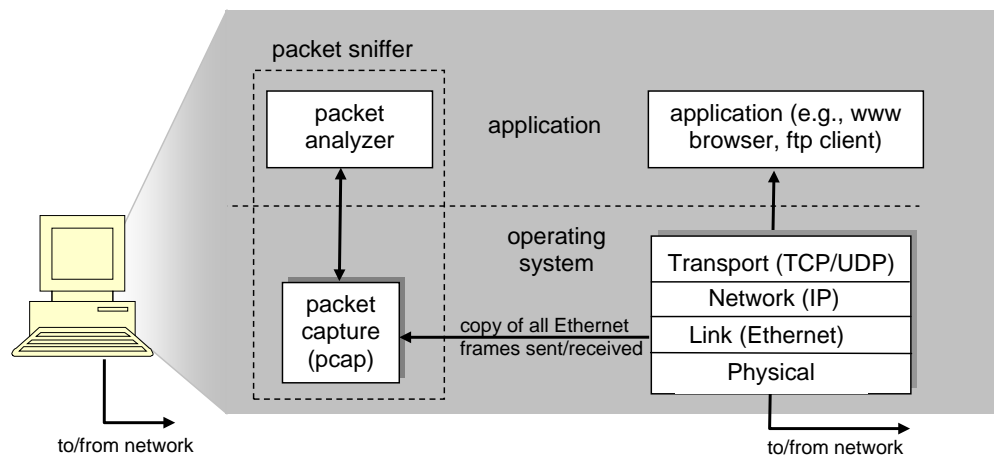 packet sniffer
packet
analyzer
application
application (e.g., www
browser, ftp client)
operating
system
packet
capture
(pcap)
copy of all Ethernet
frames sent/received
Transport (TCP/UDP)
Network (IP)
Link (Ethernet)
Physical
to/from network
to/from network